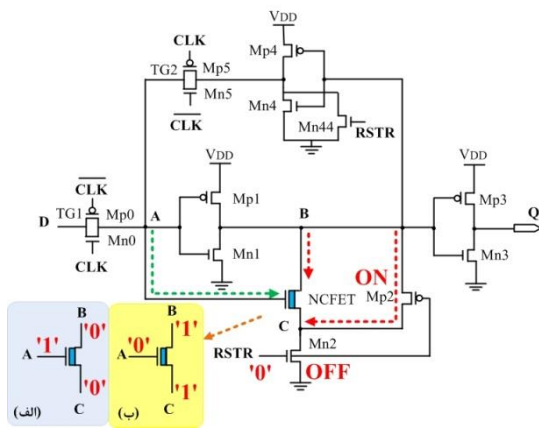 VDD
CLK
Mp4
TG2
Mp5
Mn5
Mn4
RSTR
CLK
Mn44
VDD
VDD
CLK
Mp1
Mp3
D
TG1
Mp0
A
B
Q
Mn0
Mn1
Mn3
CLK
ON
NCFET
Mp2
C
B
B
'0'
'1'
Mn2
'1'
'0'
RSTR
'0'
OFF
A
A
'0'
'1'
(الف)
C
(ب)
C